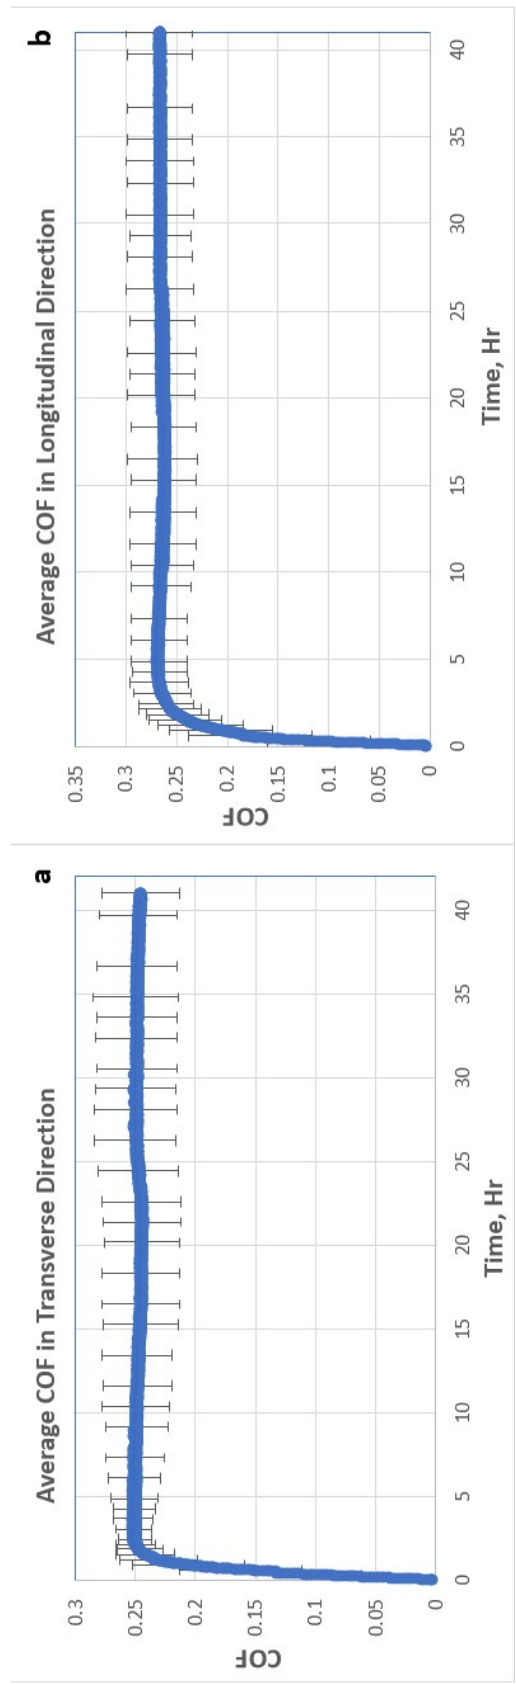 a
Average COF in Transverse Direction
0.3
0.25
0.2
0.15
0.1
0.05
0
COF
0 5 10 15 20 25 30 35 40
Time, Hr
b
Average COF in Longitudinal Direction
0.35
0.3
0.25
0.2
0.15
0.1
0.05
0
COF
0 5 10 15 20 25 30 35 40
Time, Hr